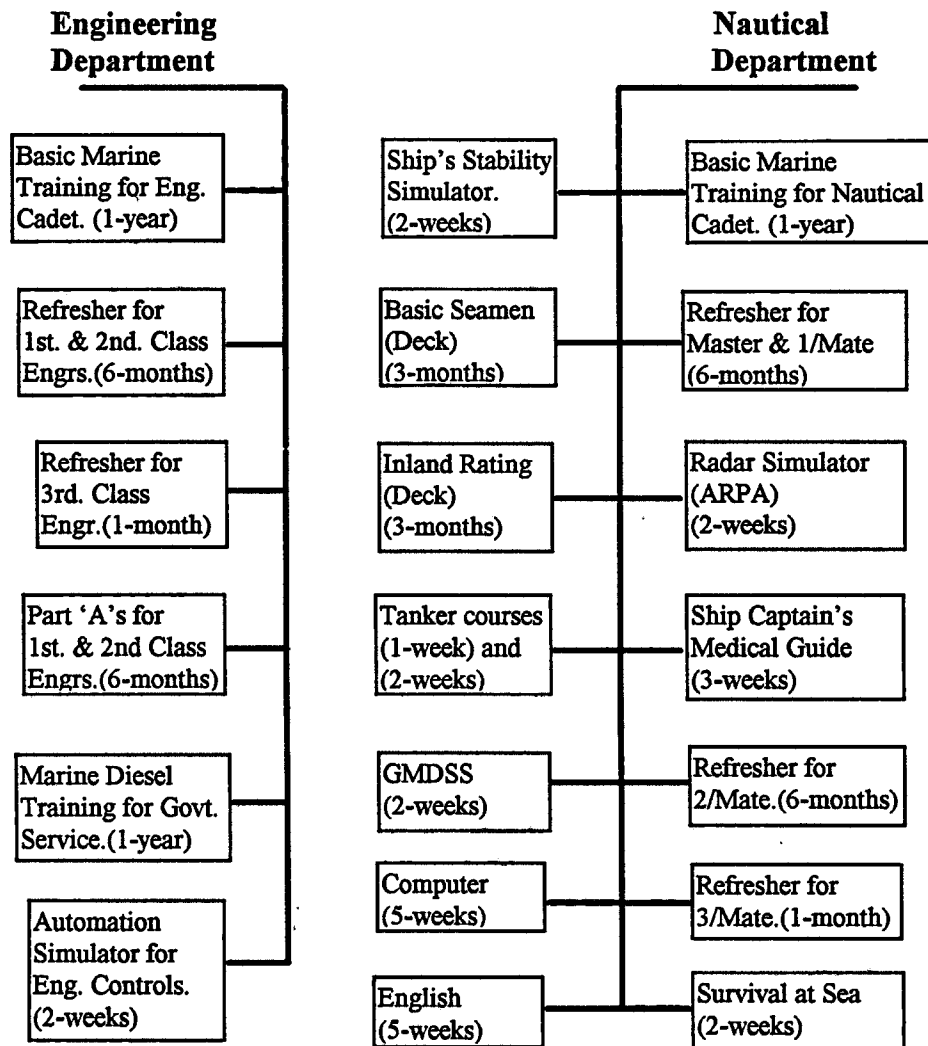 Engineering
Department
Basic Marine
Training for Eng.
Cadet. (1-year)
Refresher for
1st. & 2nd. Class
Engrs.(6-months)
Refresher for
3rd. Class
Engr.(1-month)
Part ‘A’s for
1st. & 2nd Class
Engrs.(6-months)
Marine Diesel
Training for Govt.
Service.(1-year)
Automation
Simulator for
Eng. Controls.
(2-weeks)
Nautical
Department
Ship's Stability
Simulator.
(2-weeks)
Basic Marine
Training for Nautical
Cadet. (1-year)
Basic Seamen
(Deck)
(3-months)
Refresher for
Master & 1/Mate
(6-months)
Inland Rating
(Deck)
(3-months)
Radar Simulator
(ARPA)
(2-weeks)
Tanker courses
(1-week) and
(2-weeks)
Ship Captain's
Medical Guide
(3-weeks)
GMDSS
(2-weeks)
Refresher for
2/Mate.(6-months)
Computer
(5-weeks)
Refresher for
3/Mate.(1-month)
English
(5-weeks)
Survival at Sea
(2-weeks)